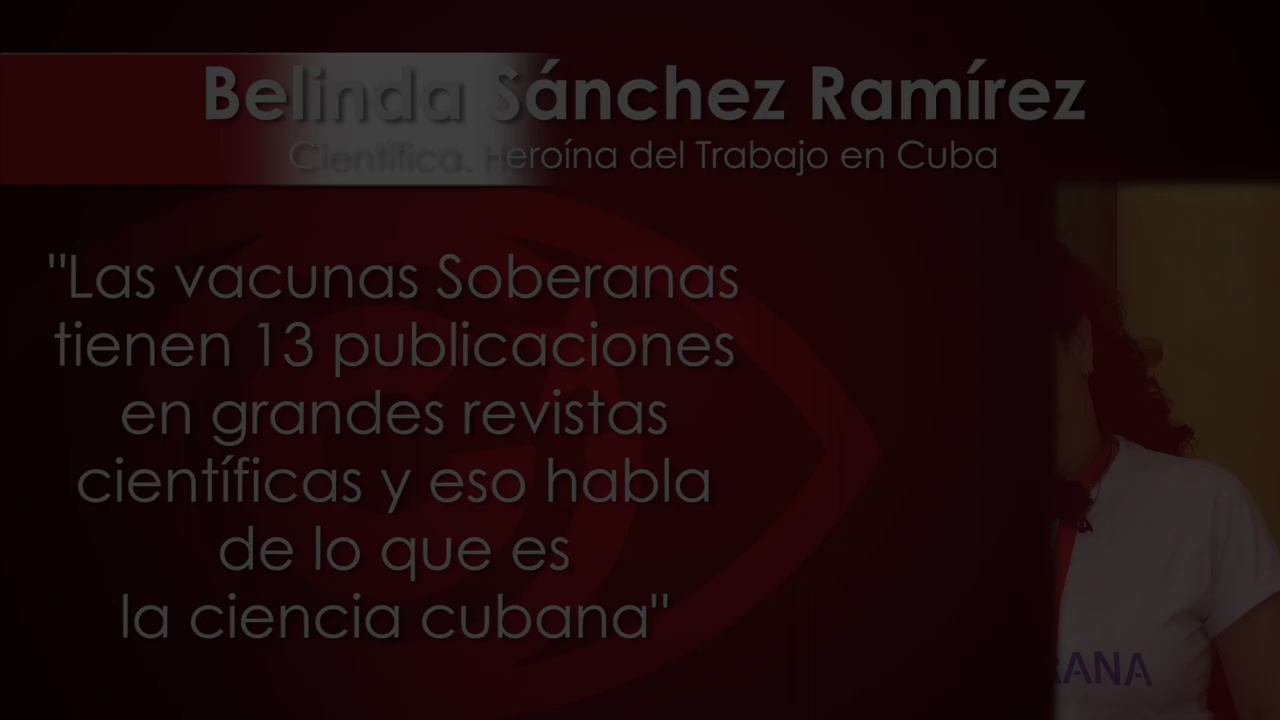 Belinda Sánchez Ramírez
Científica. Heroína del Trabajo en Cuba
"Las vacunas Soberanas
tienen 13 publicaciones
en grandes revistas
científicas y eso habla
de lo que es
la ciencia cubana"
RANA